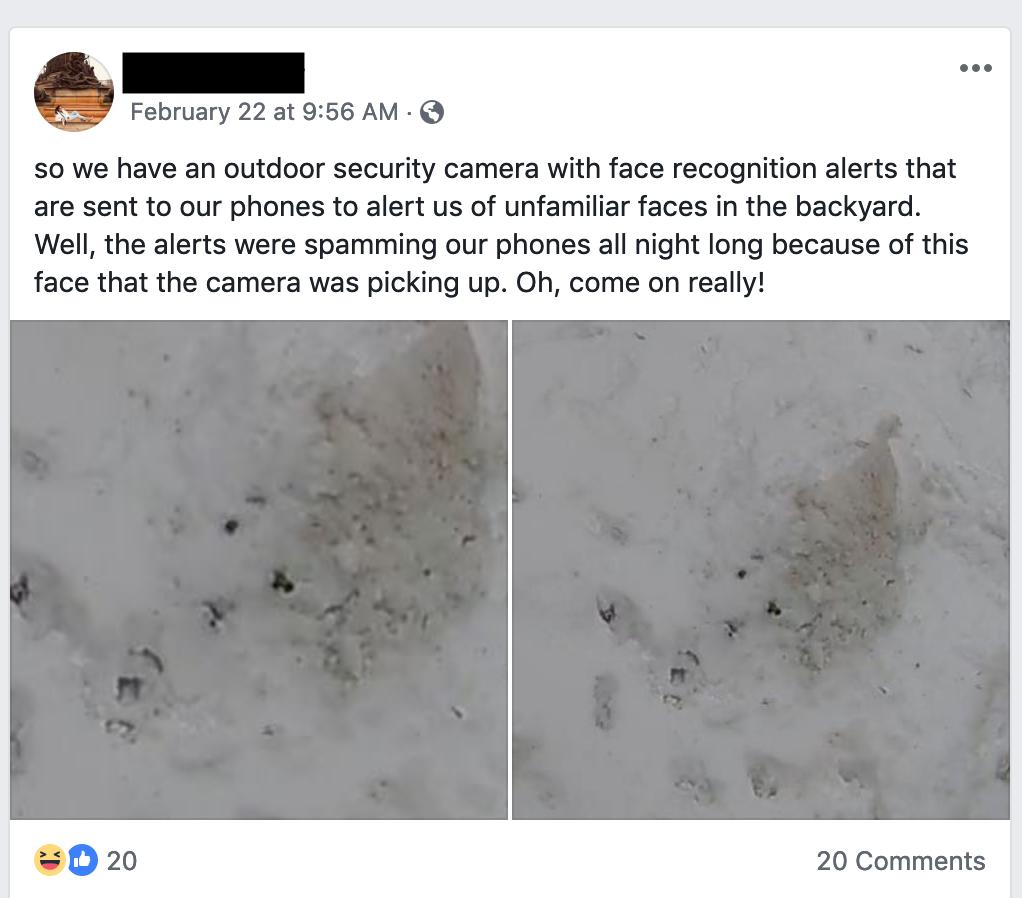 February 22 at 9:56 AM ·
so we have an outdoor security camera with face recognition alerts that
are sent to our phones to alert us of unfamiliar faces in the backyard.
Well, the alerts were spamming our phones all night long because of this
face that the camera was picking up. Oh, come on really!
20
20 Comments